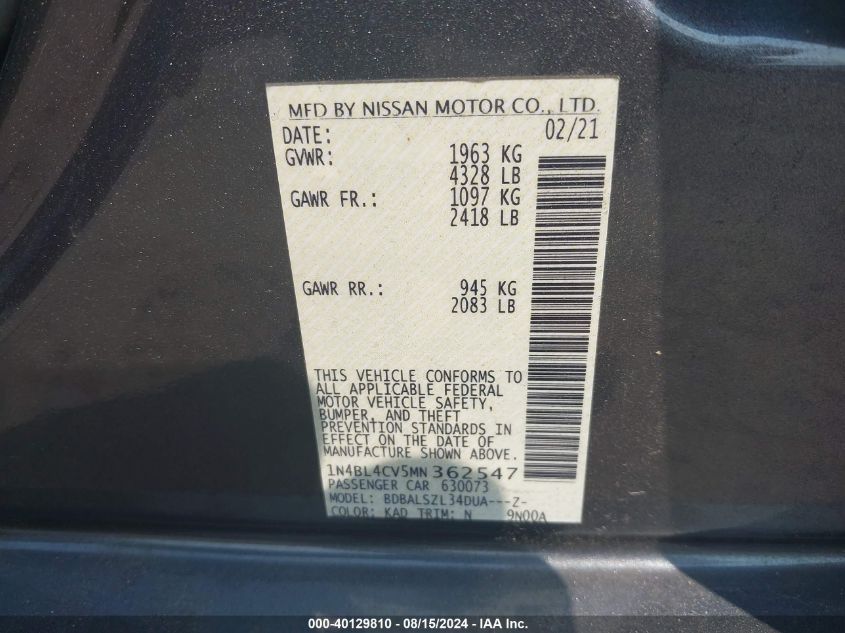 MFD BY NISSAN MOTOR CO., LTD.
DATE: 02/21
GVWR: 1963 KG
4328 LB
GAWR FR.: 1097 KG
2418 LB
GAWR RR.: 945 KG
2083 LB
THIS VEHICLE CONFORMS TO
ALL APPLICABLE FEDERAL
MOTOR VEHICLE SAFETY,
BUMPER, AND THEFT
PREVENTION STANDARDS IN
EFFECT ON THE DATE OF
MANUFACTURE SHOWN ABOVE.
1N4BL4CV5MN362547
PASSENGER CAR 630073
MODEL: BDBALSZL34DUA---Z-
COLOR: KAD TRIM: N 9N00A
000-40129810 - 08/15/2024 - IAA Inc.